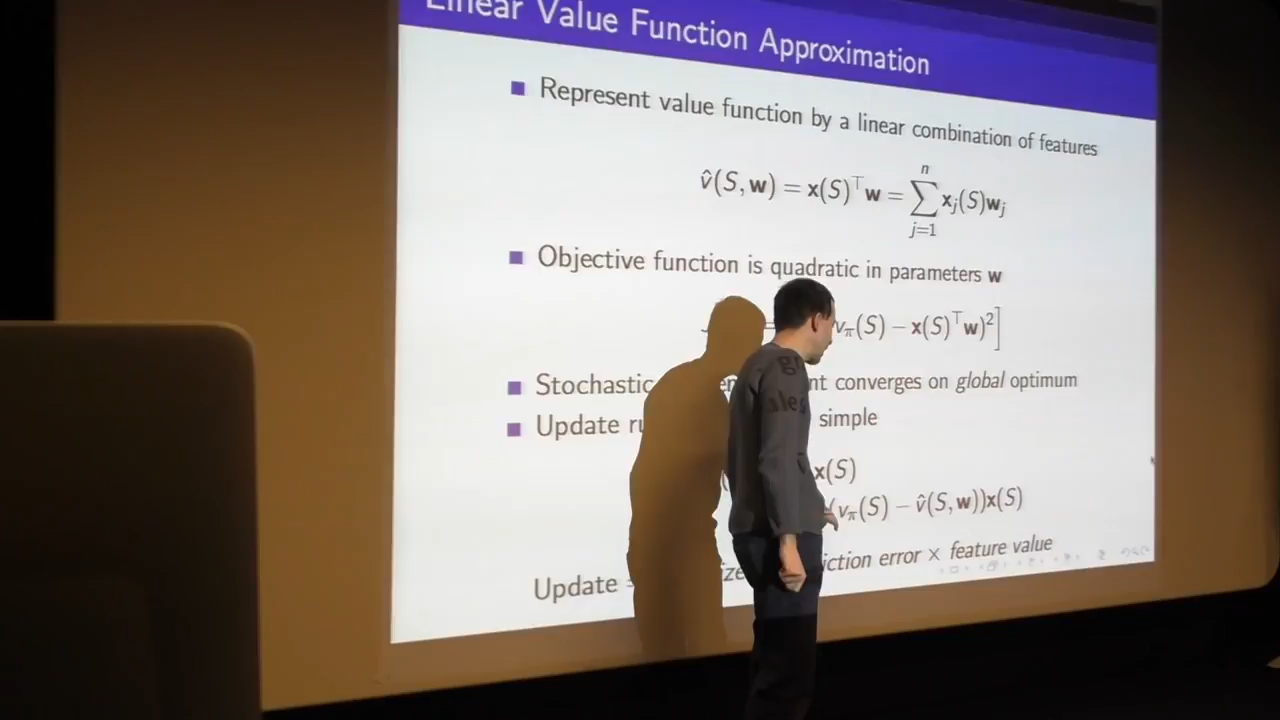 Linear Value Function Approximation
Represent value function by a linear combination of features
v̂(S, w) = x(S)⊤w = ∑ⁿⱼ₌₁ xⱼ(S)wⱼ
Objective function is quadratic in parameters w
vπ(S) − x(S)⊤w)²]
Stochastic nt converges on global optimum
Update ru simple
x(S)
(vπ(S) − v̂(S, w))x(S)
Update ize iction error × feature value